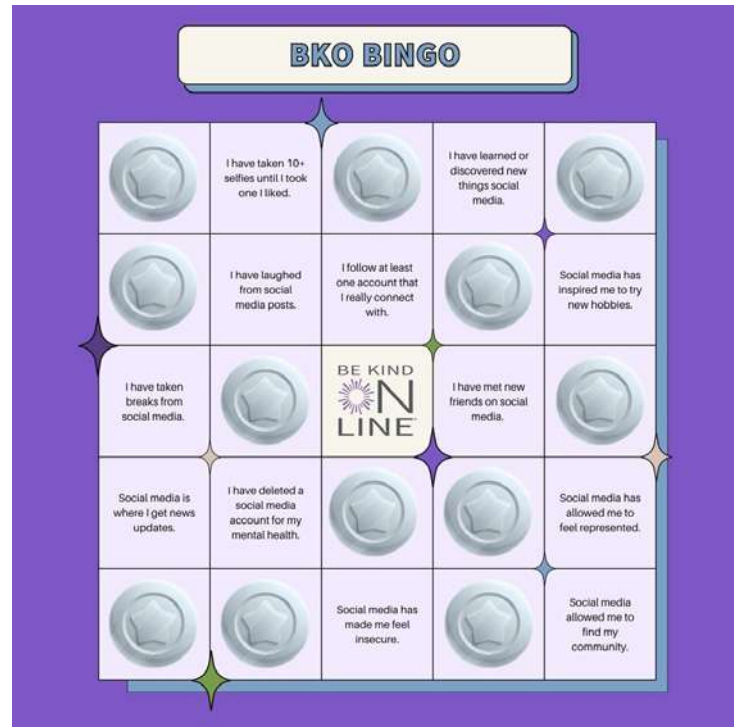 BKO BINGO
I have taken 10+
selfies until I took
one I liked.
I have learned or
discovered new
things social
media.
I have laughed
from social
media posts.
I follow at least
one account that
I really connect
with.
Social media has
inspired me to try
new hobbies.
I have taken
breaks from
social media.
BE KIND
ON
LINE
I have met new
friends on social
media.
Social media is
where I get news
updates.
I have deleted a
social media
account for my
mental health.
Social media has
allowed me to
feel represented.
Social media has
made me feel
insecure.
Social media
allowed me to
find my
community.